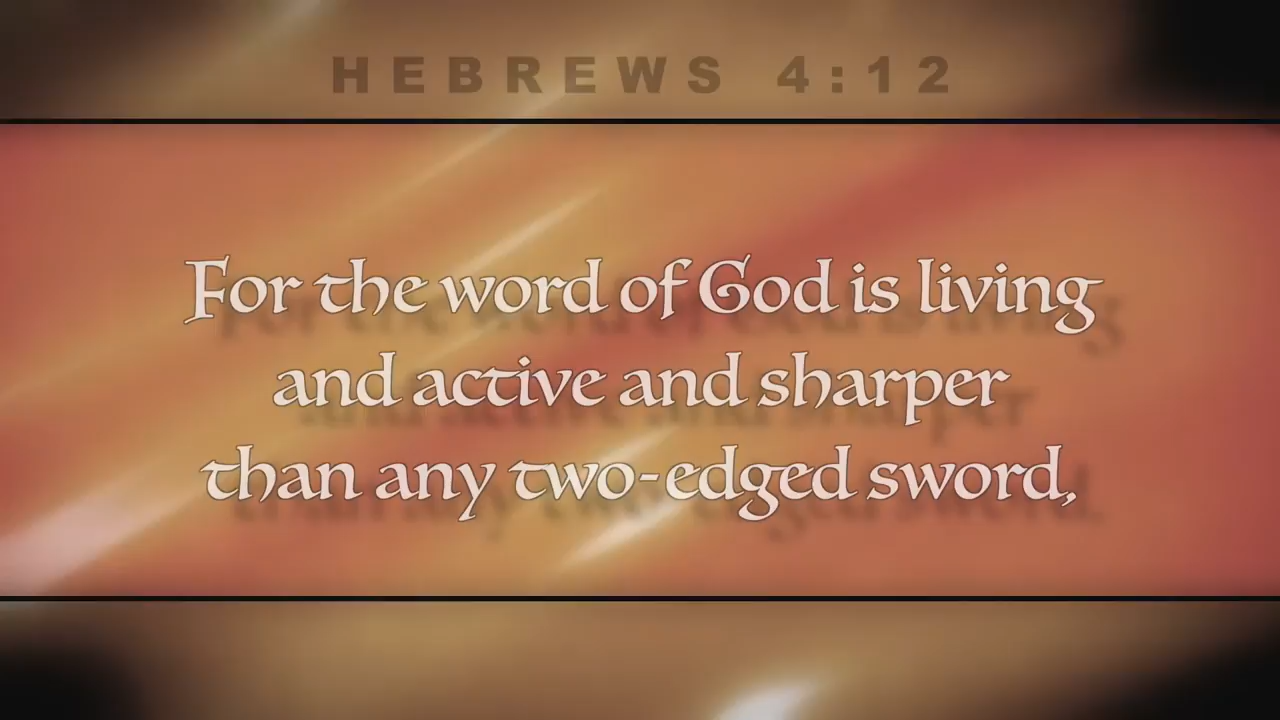 HEBREWS 4:12
For the word of God is living
and active and sharper
than any two-edged sword,